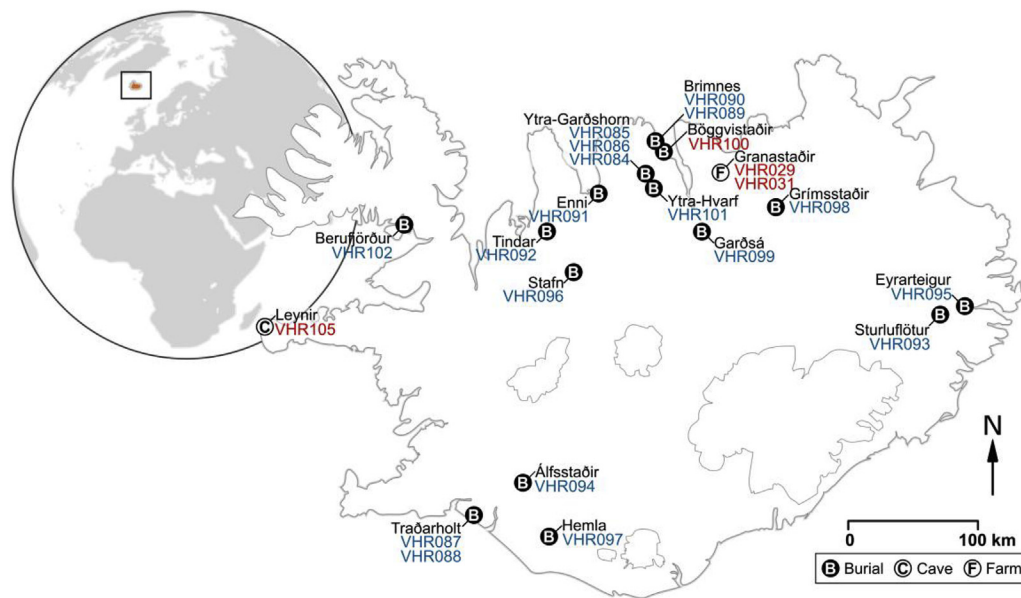 Brimnes
VHR090
VHR089
Ytra-Garðshorn
VHR085
VHR086
VHR084
Böggvistaðir
VHR100
Granastaðir
VHR029
VHR031
Enni
VHR091
Ytra-Hvarf
VHR101
Grímsstaðir
VHR098
Berufjörður
VHR102
Tindar
VHR092
Garðsá
VHR099
Stafn
VHR096
Eyrarteigur
VHR095
Leynir
VHR105
Sturluflötur
VHR093
N
Álfsstaðir
VHR094
Traðarholt
VHR087
VHR088
Hemla
VHR097
0 100 km
B Burial C Cave F Farm
B
B
B
B
F
B
B
B
B
B
B
B
B
C
B
B
B